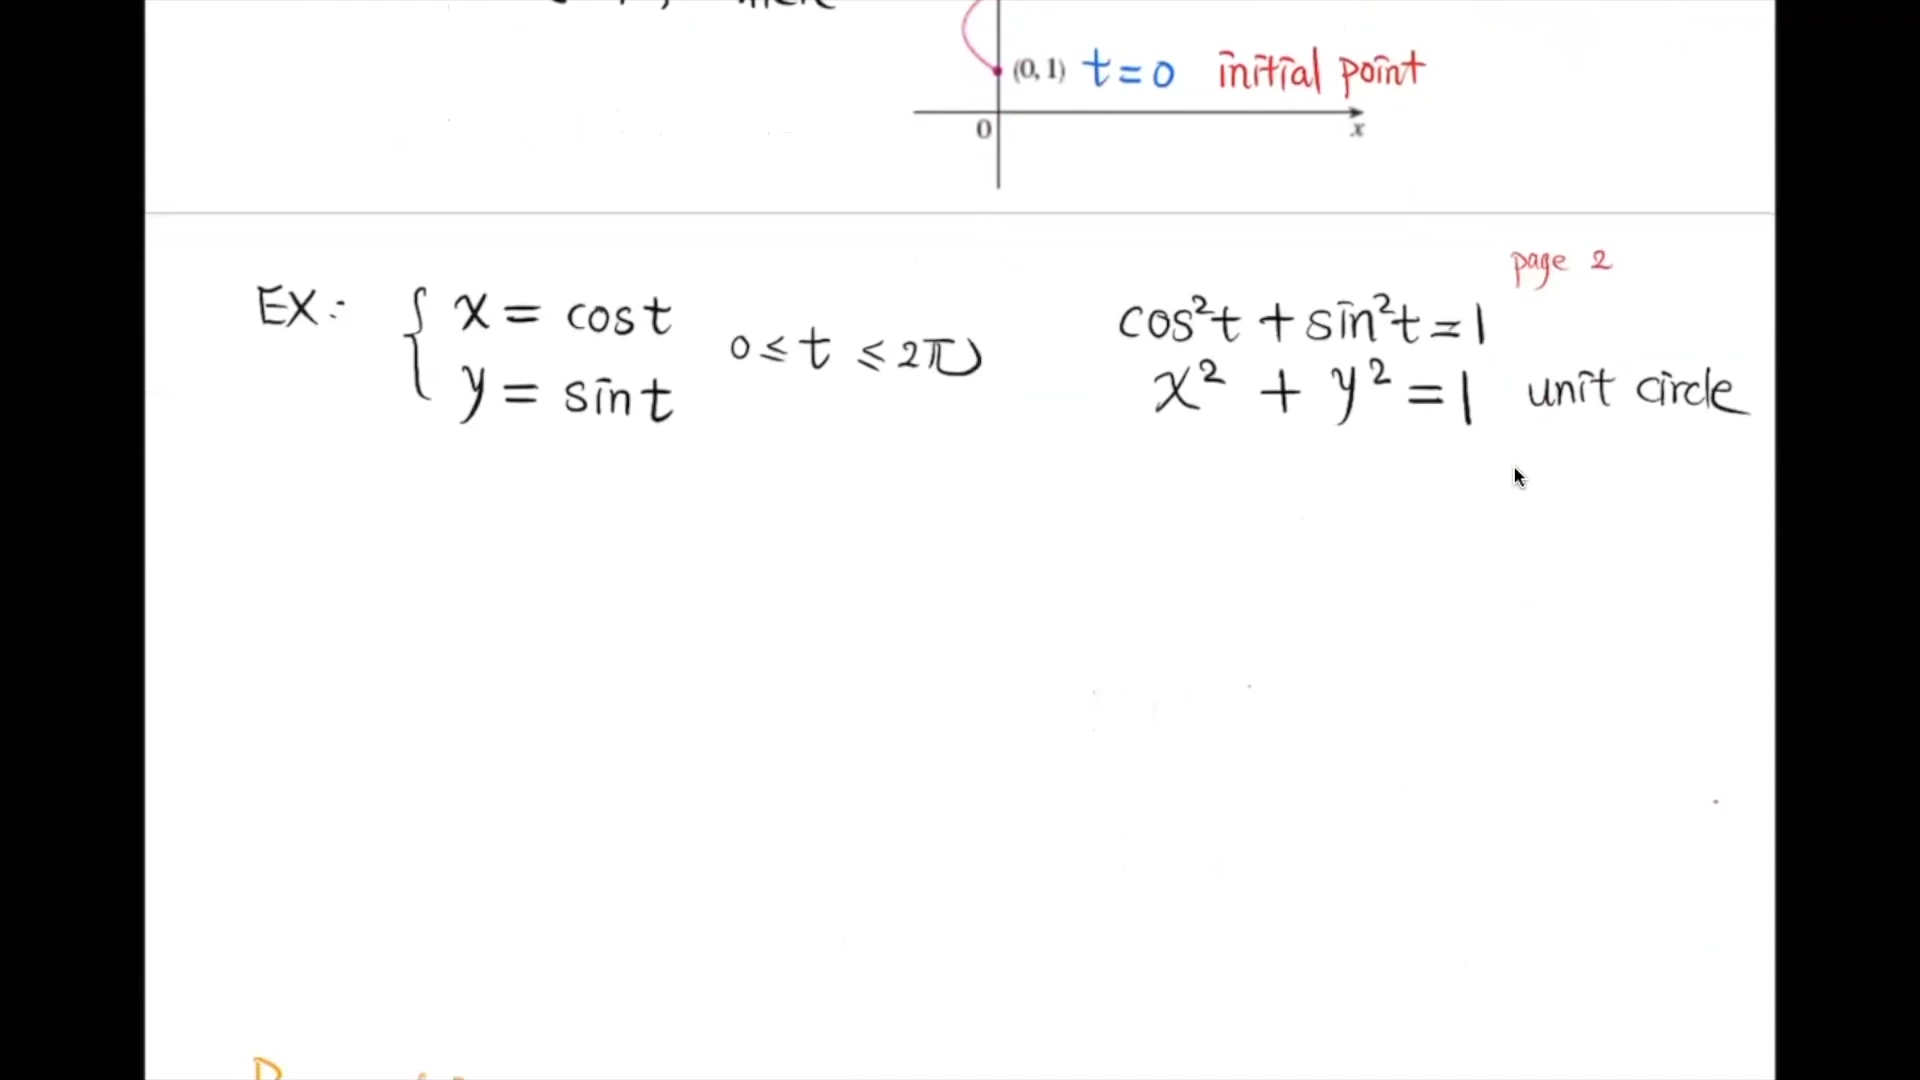 (0, 1) t=0 initial point
0
x
page 2
EX: { x = cos t
y = sin t
0 ≤ t ≤ 2π
cos²t + sin²t = 1
x² + y² = 1 unit circle